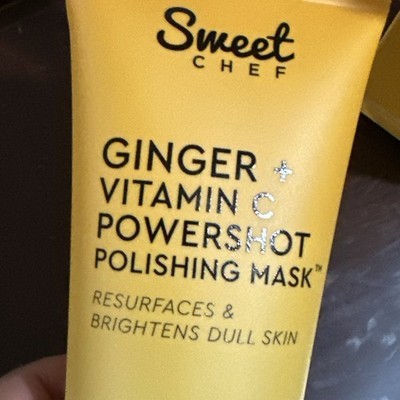 Sweet
CHEF
GINGER +
VITAMIN C
POWERSHOT
POLISHING MASK™
RESURFACES &
BRIGHTENS DULL SKIN